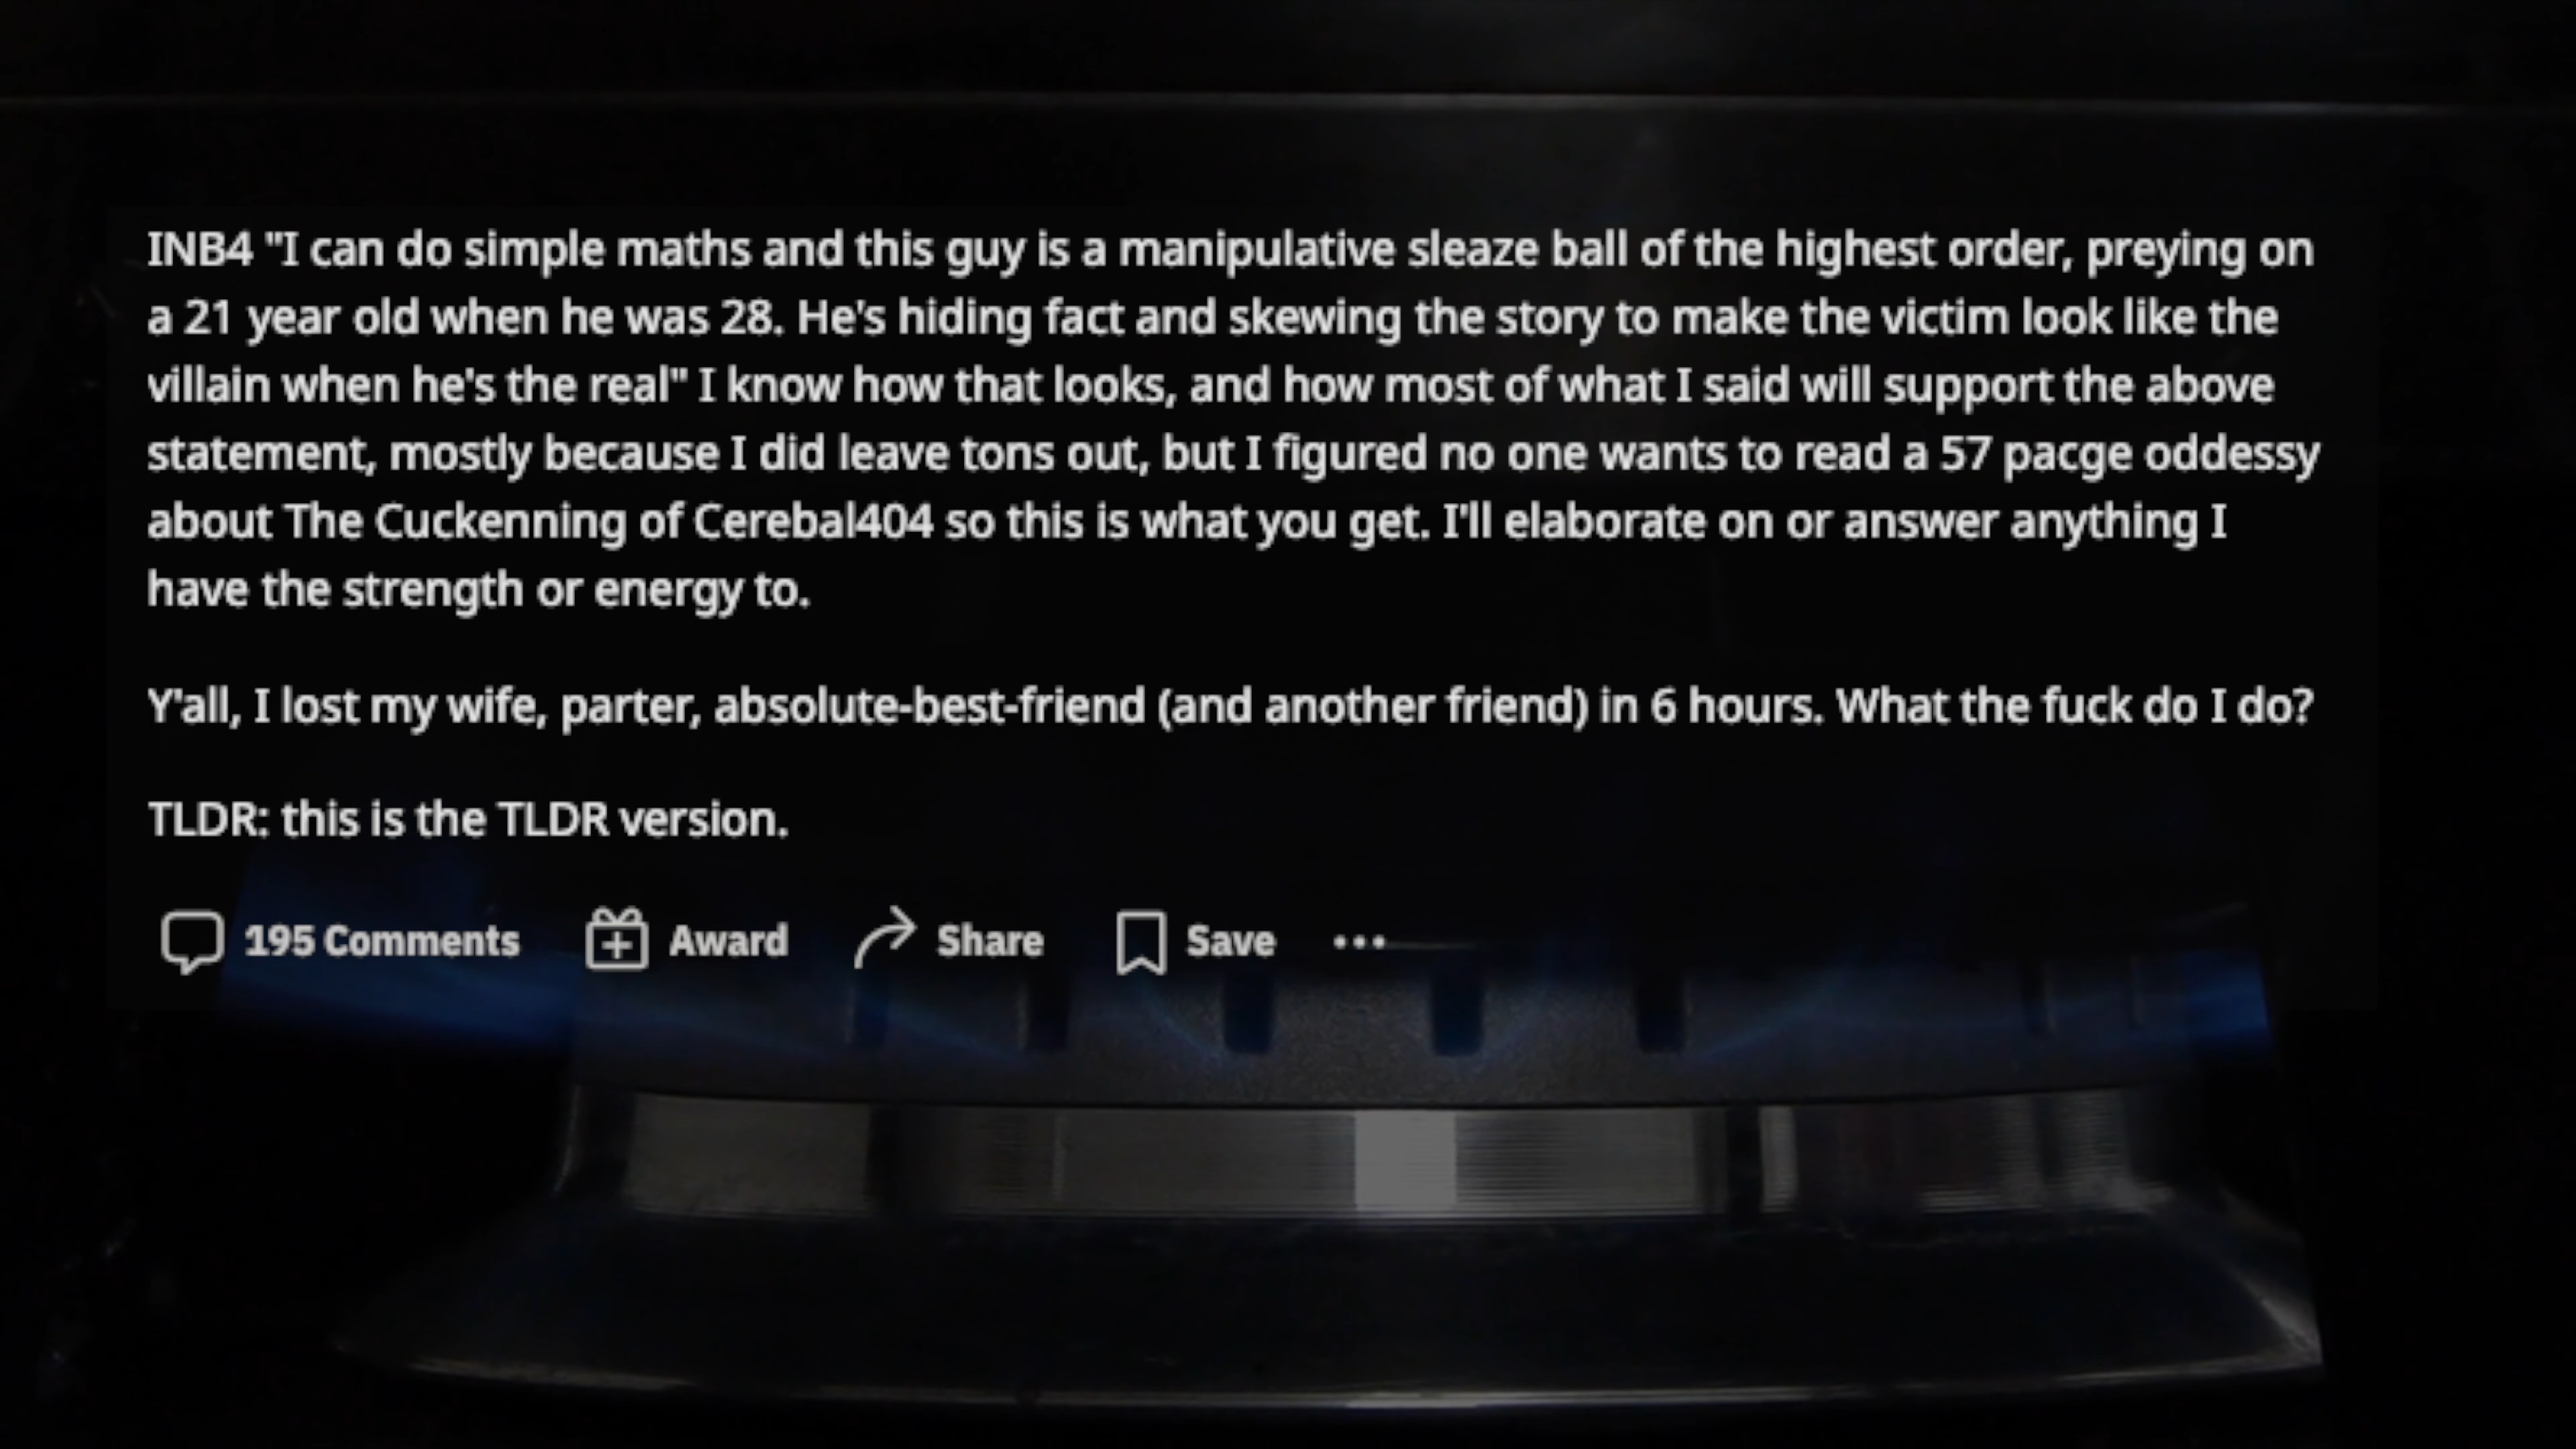 INB4 "I can do simple maths and this guy is a manipulative sleaze ball of the highest order, preying on
a 21 year old when he was 28. He's hiding fact and skewing the story to make the victim look like the
villain when he's the real" I know how that looks, and how most of what I said will support the above
statement, mostly because I did leave tons out, but I figured no one wants to read a 57 pacge oddessy
about The Cuckenning of Cerebal404 so this is what you get. I'll elaborate on or answer anything I
have the strength or energy to.
Y'all, I lost my wife, parter, absolute-best-friend (and another friend) in 6 hours. What the fuck do I do?
TLDR: this is the TLDR version.
195 Comments Award Share Save •••